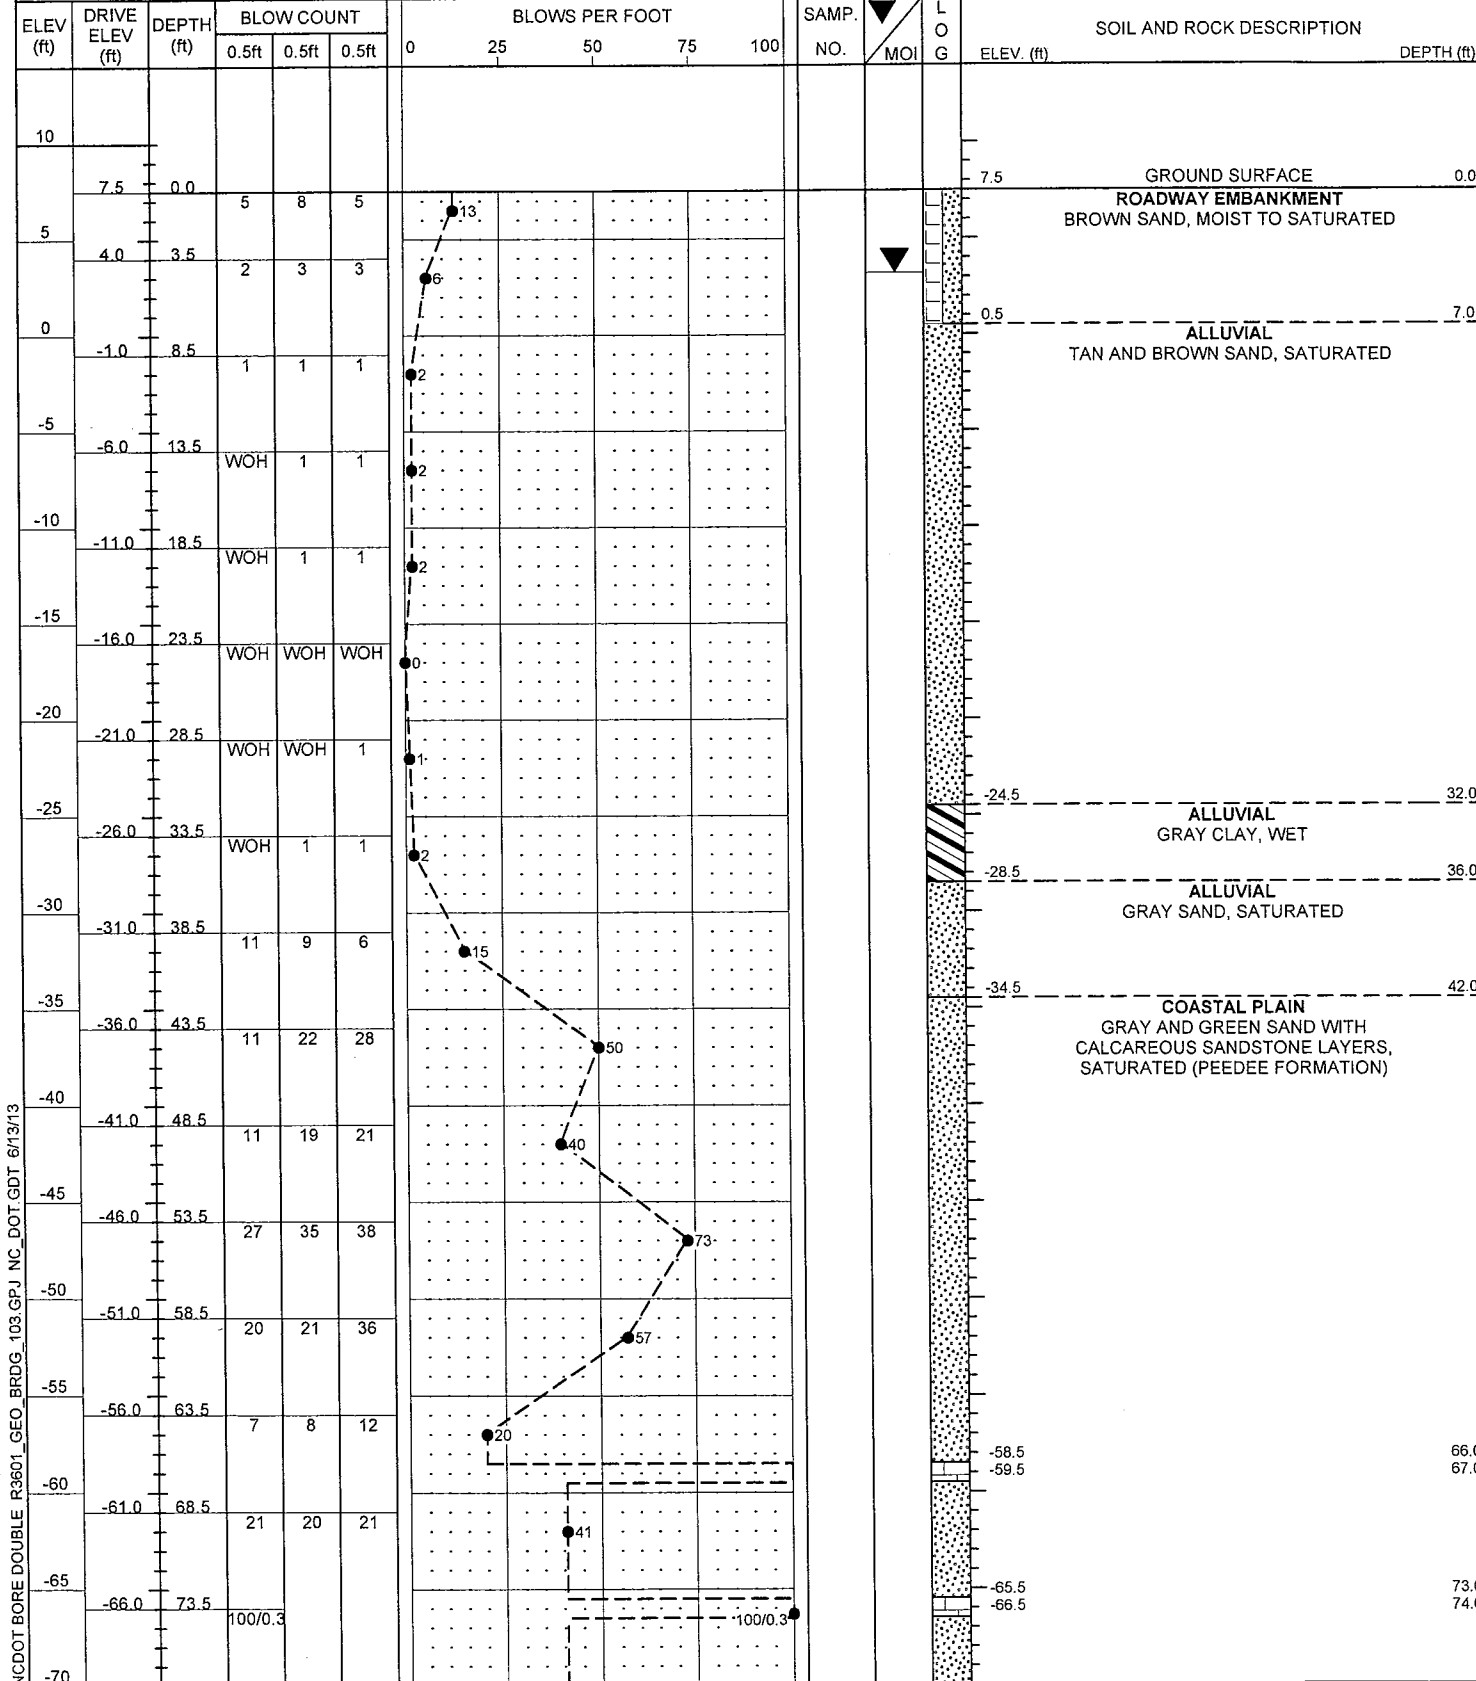 ELEV (ft) DRIVE ELEV (ft) DEPTH (ft) BLOW COUNT BLOWS PER FOOT SAMP. NO. MOI L O G SOIL AND ROCK DESCRIPTION
0.5ft 0.5ft 0.5ft 0 25 50 75 100 ELEV. (ft) DEPTH (ft)
10
7.5 0.0 7.5 GROUND SURFACE 0.0
5 8 5 13 ROADWAY EMBANKMENT
BROWN SAND, MOIST TO SATURATED
5
4.0 3.5
2 3 3 6
0.5 7.0
0 ALLUVIAL
-1.0 8.5 TAN AND BROWN SAND, SATURATED
1 1 1 2
-5
-6.0 13.5
WOH 1 1 2
-10
-11.0 18.5
WOH 1 1 2
-15
-16.0 23.5
WOH WOH WOH 0
-20
-21.0 28.5
WOH WOH 1 1
-24.5 32.0
-25 ALLUVIAL
-26.0 33.5 GRAY CLAY, WET
WOH 1 1 2
-28.5 36.0
ALLUVIAL
-30 GRAY SAND, SATURATED
-31.0 38.5
11 9 6 15
-34.5 42.0
-35 COASTAL PLAIN
-36.0 43.5 GRAY AND GREEN SAND WITH
11 22 28 50 CALCAREOUS SANDSTONE LAYERS,
SATURATED (PEEDEE FORMATION)
-40
-41.0 48.5
11 19 21 40
-45
-46.0 53.5
27 35 38 73
-50
-51.0 58.5
20 21 36 57
-55
-56.0 63.5
7 8 12 20
-58.5 66.0
-59.5 67.0
-60
-61.0 68.5
21 20 21 41
-65
-65.5 73.0
-66.0 73.5
-66.5 74.0
100/0.3 100/0.3
-70
NCDOT BORE DOUBLE R3601_GEO_BRDG_103.GPJ NC_DOT.GDT 6/13/13